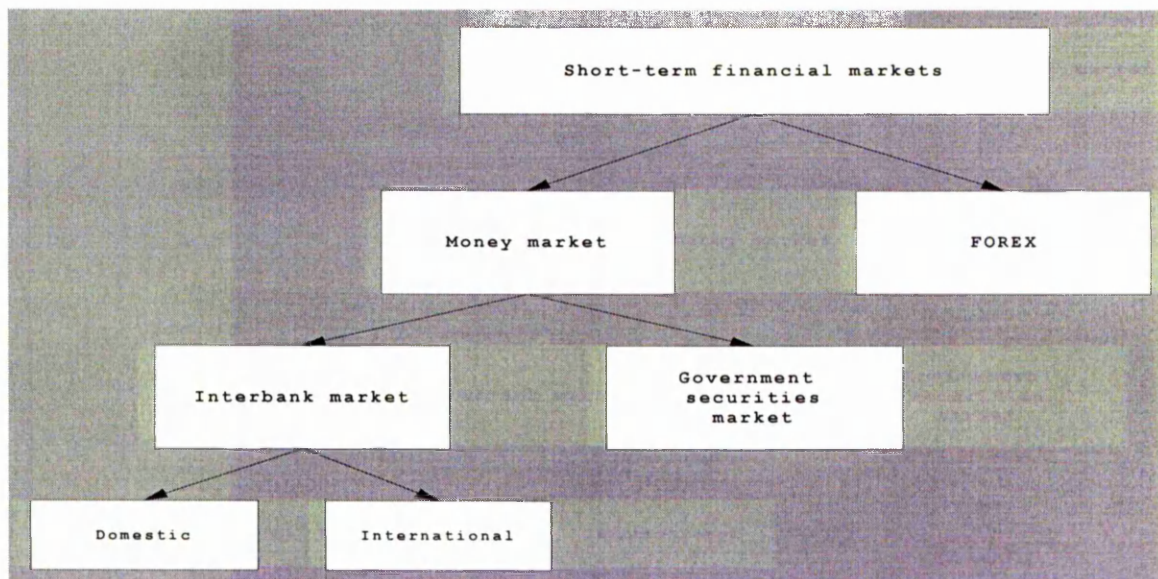 Short-term financial markets
Money market
FOREX
Interbank market
Government
securities
market
Domestic
International